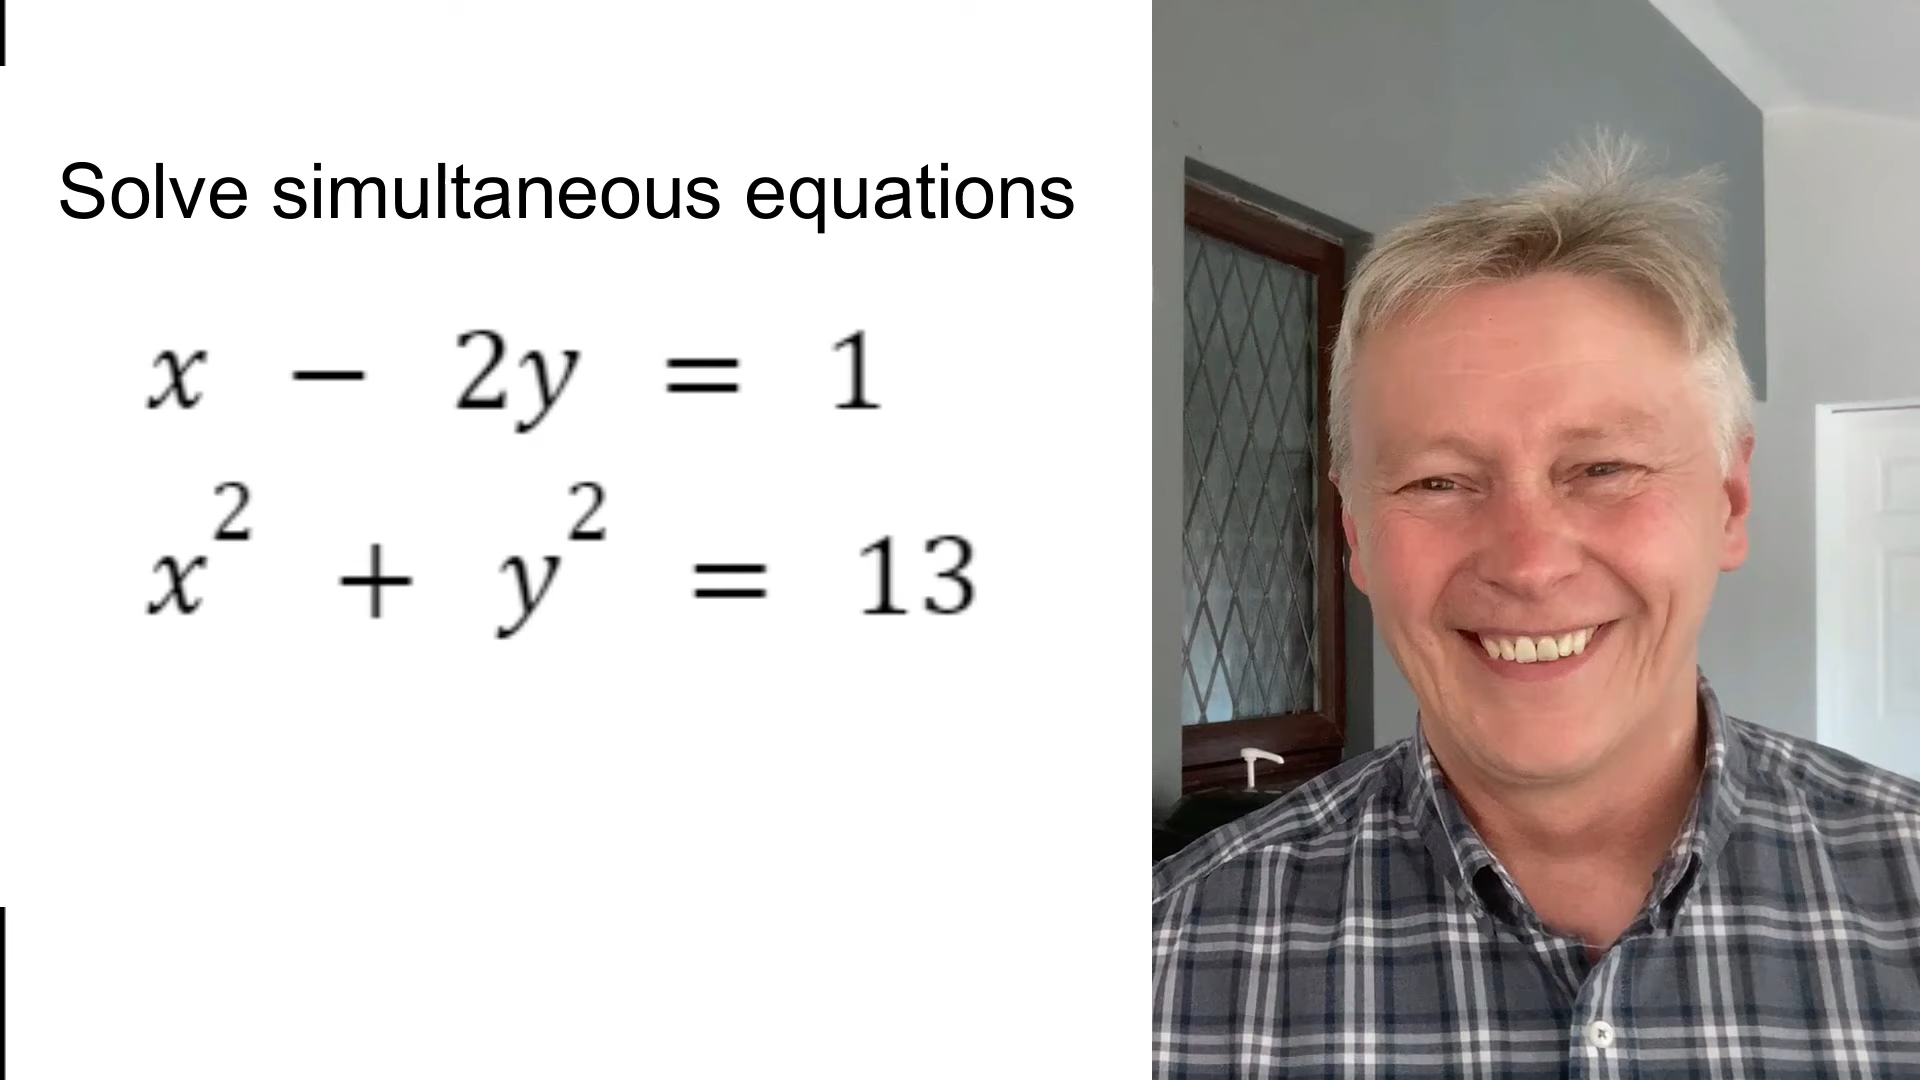 Solve simultaneous equations
x − 2y = 1
x² + y² = 13